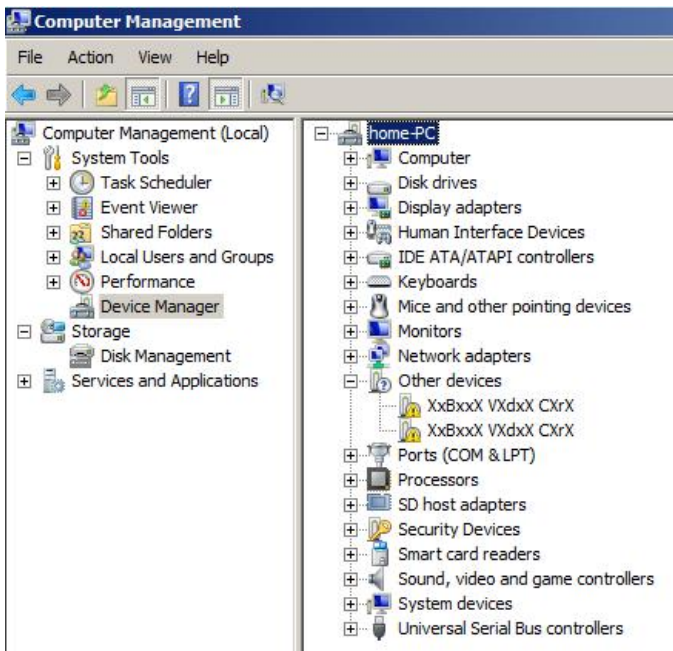 Computer Management
File Action View Help
Computer Management (Local)
System Tools
Task Scheduler
Event Viewer
Shared Folders
Local Users and Groups
Performance
Device Manager
Storage
Disk Management
Services and Applications
home-PC
Computer
Disk drives
Display adapters
Human Interface Devices
IDE ATA/ATAPI controllers
Keyboards
Mice and other pointing devices
Monitors
Network adapters
Other devices
XxBxxX VXdxX CXrX
XxBxxX VXdxX CXrX
Ports (COM & LPT)
Processors
SD host adapters
Security Devices
Smart card readers
Sound, video and game controllers
System devices
Universal Serial Bus controllers